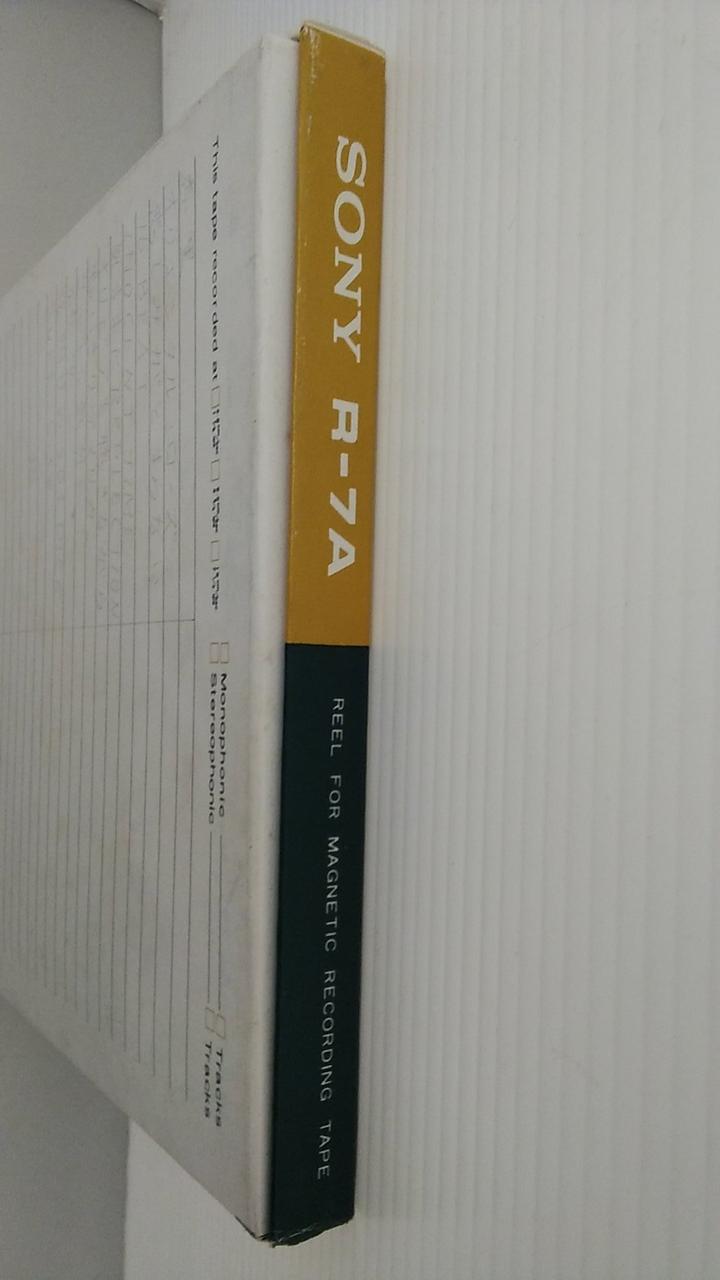 SONY R-7A REEL FOR MAGNETIC RECORDING TAPE
This tape recorded at
Monophonic Tracks
Stereophonic Tracks